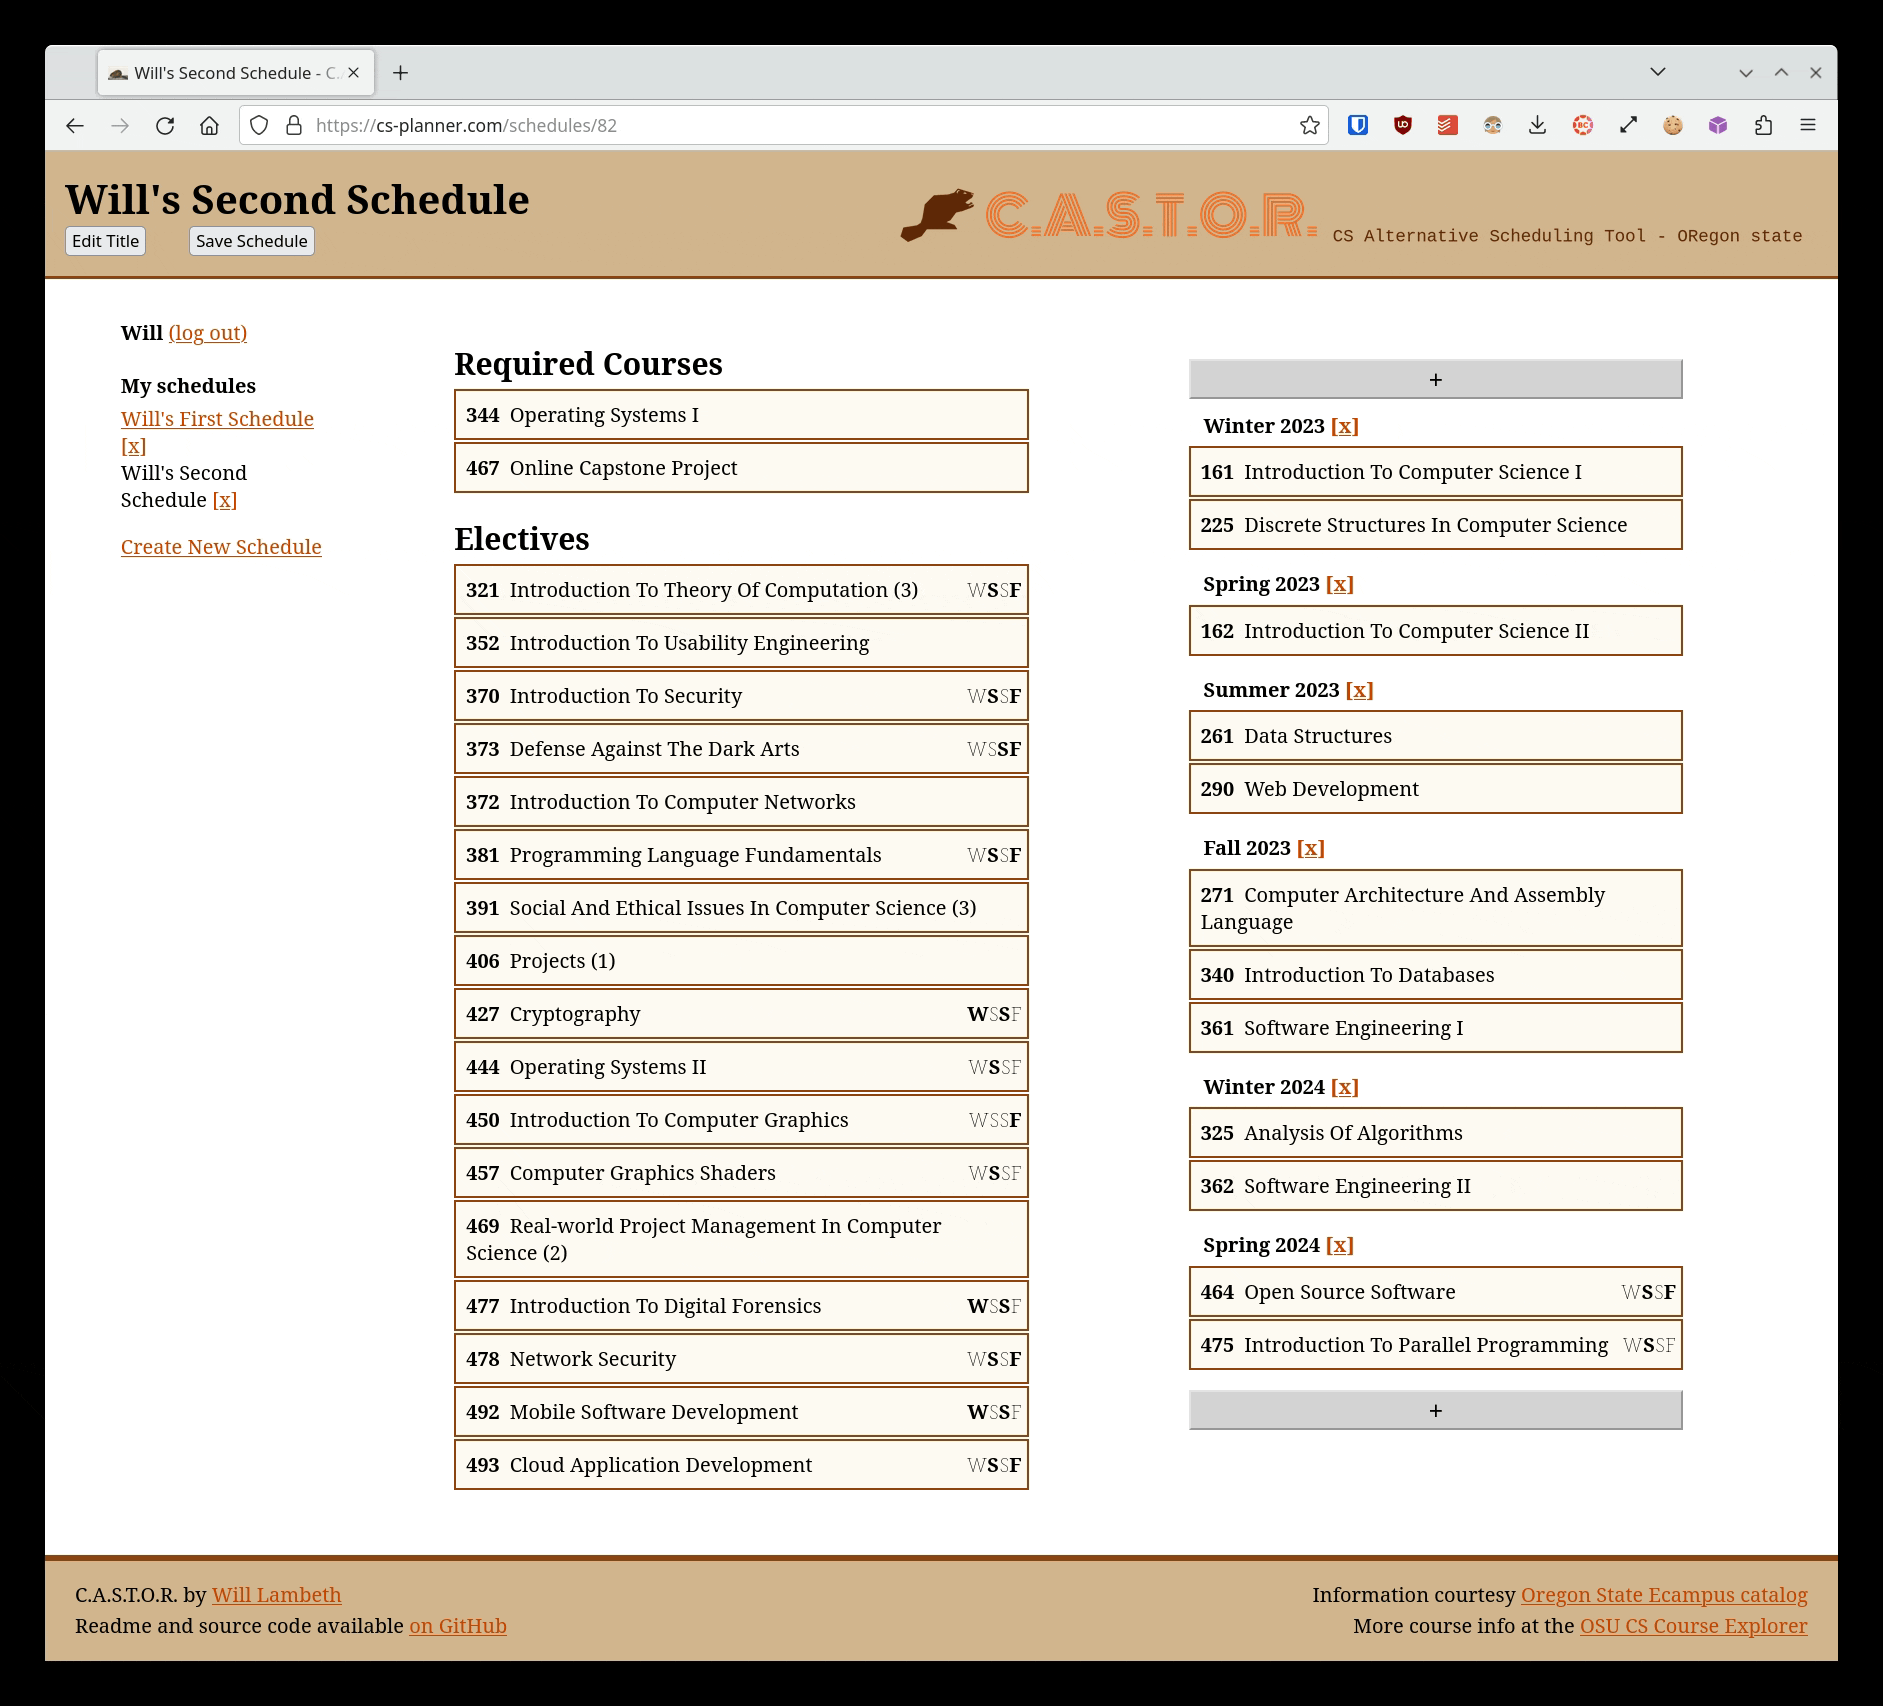 Will's Second Schedule - C.
https://cs-planner.com/schedules/82
Will's Second Schedule
Edit Title
Save Schedule
C.A.S.T.O.R.
CS Alternative Scheduling Tool - ORegon state
Will (log out)
My schedules
Will's First Schedule
[x]
Will's Second
Schedule [x]
Create New Schedule
Required Courses
344 Operating Systems I
467 Online Capstone Project
Electives
321 Introduction To Theory Of Computation (3) WSSF
352 Introduction To Usability Engineering
370 Introduction To Security WSSF
373 Defense Against The Dark Arts WSSF
372 Introduction To Computer Networks
381 Programming Language Fundamentals WSSF
391 Social And Ethical Issues In Computer Science (3)
406 Projects (1)
427 Cryptography WSSF
444 Operating Systems II WSSF
450 Introduction To Computer Graphics WSSF
457 Computer Graphics Shaders WSSF
469 Real-world Project Management In Computer
Science (2)
477 Introduction To Digital Forensics WSSF
478 Network Security WSSF
492 Mobile Software Development WSSF
493 Cloud Application Development WSSF
+
Winter 2023 [x]
161 Introduction To Computer Science I
225 Discrete Structures In Computer Science
Spring 2023 [x]
162 Introduction To Computer Science II
Summer 2023 [x]
261 Data Structures
290 Web Development
Fall 2023 [x]
271 Computer Architecture And Assembly
Language
340 Introduction To Databases
361 Software Engineering I
Winter 2024 [x]
325 Analysis Of Algorithms
362 Software Engineering II
Spring 2024 [x]
464 Open Source Software WSSF
475 Introduction To Parallel Programming WSSF
+
C.A.S.T.O.R. by Will Lambeth
Readme and source code available on GitHub
Information courtesy Oregon State Ecampus catalog
More course info at the OSU CS Course Explorer